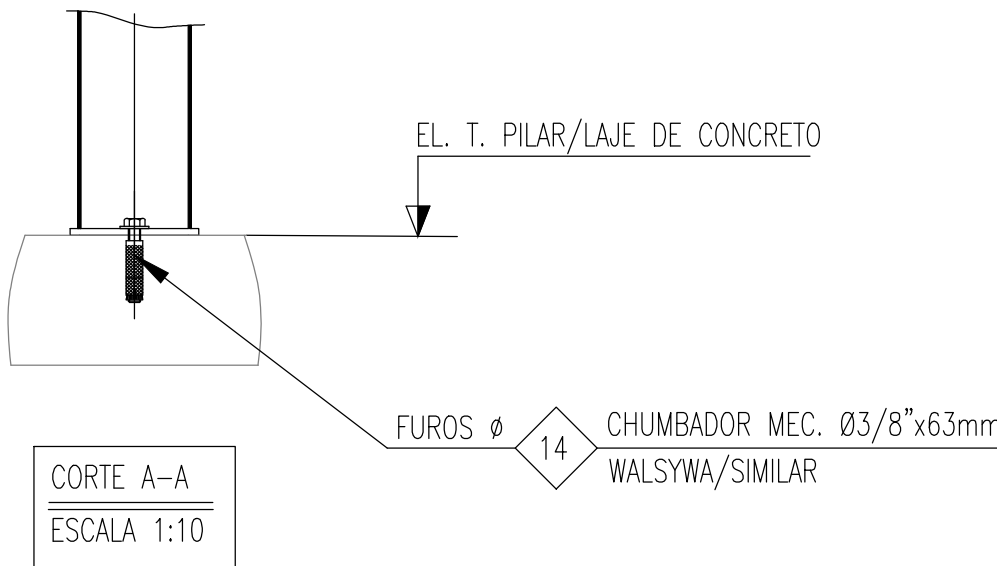 EL. T. PILAR/LAJE DE CONCRETO
FUROS ø 14 CHUMBADOR MEC. Ø3/8"x63mm
WALSYWA/SIMILAR
CORTE A-A
ESCALA 1:10